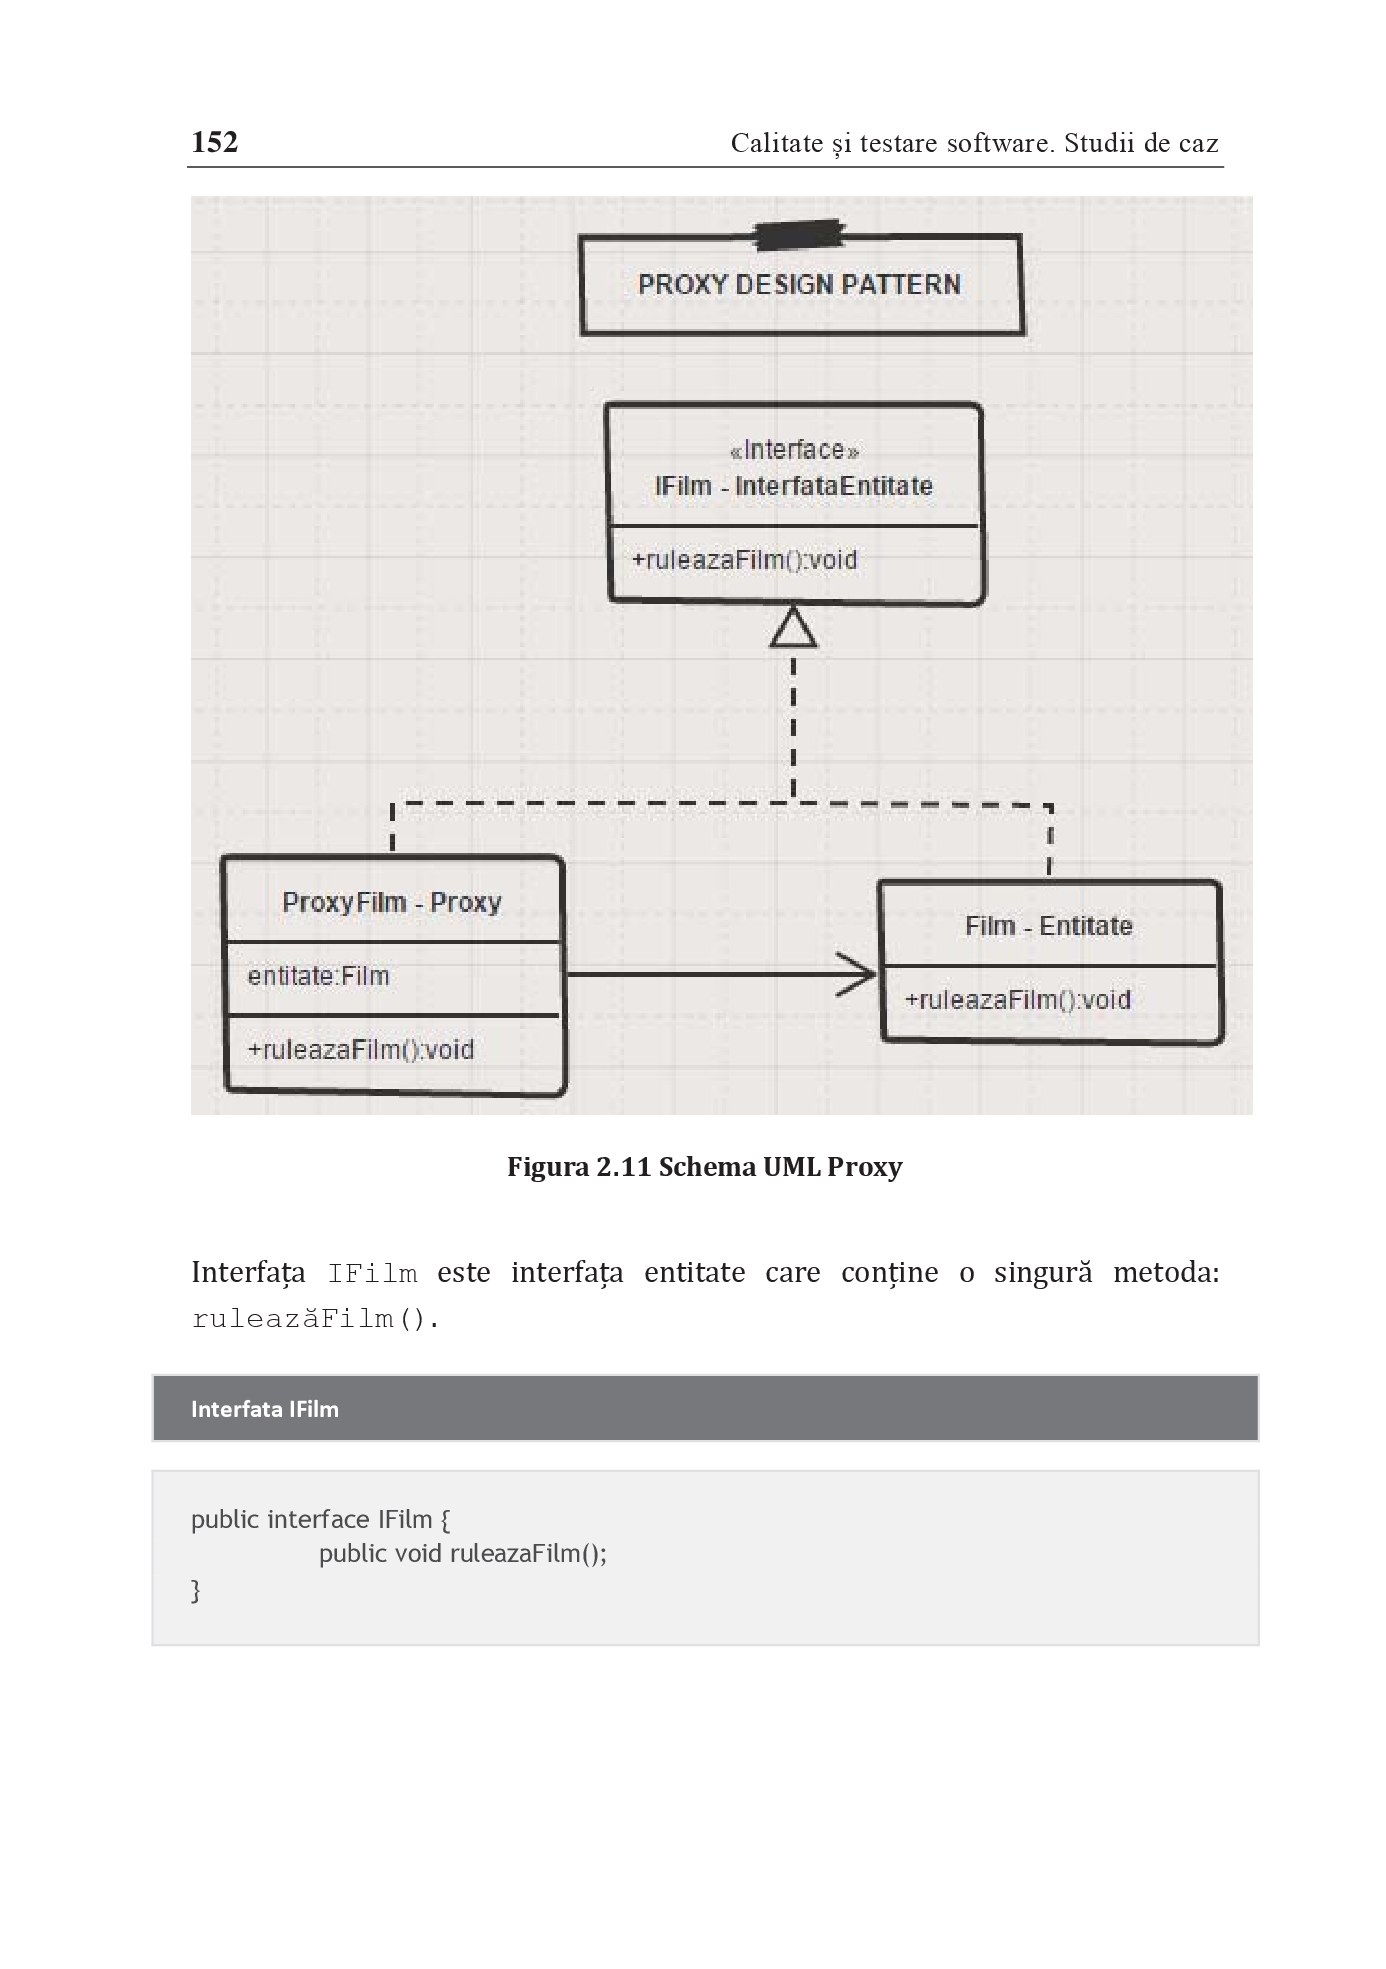 152 Calitate și testare software. Studii de caz
PROXY DESIGN PATTERN
«Interface»
IFilm - InterfataEntitate
+ruleazaFilm():void
ProxyFilm - Proxy
entitate:Film
+ruleazaFilm():void
Film - Entitate
+ruleazaFilm():void
Figura 2.11 Schema UML Proxy
Interfața IFilm este interfața entitate care conține o singură metoda:
ruleazăFilm().
Interfata IFilm
public interface IFilm {
public void ruleazaFilm();
}